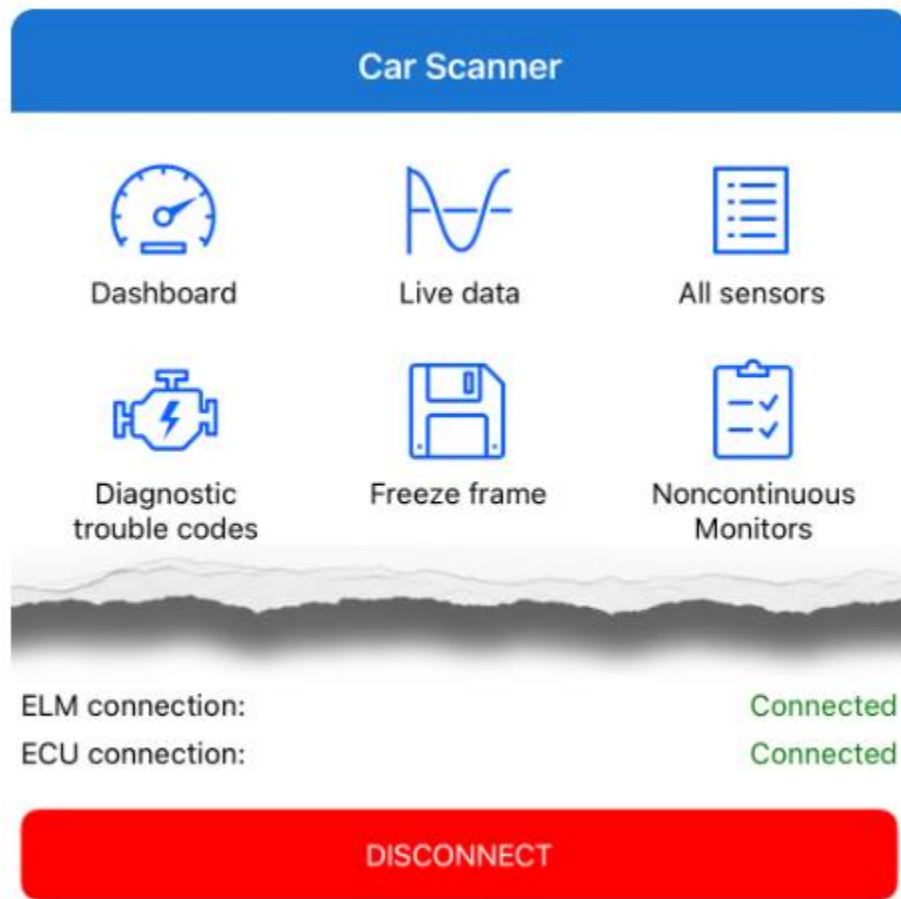 Car Scanner
Dashboard
Live data
All sensors
Diagnostic
trouble codes
Freeze frame
Noncontinuous
Monitors
ELM connection: Connected
ECU connection: Connected
DISCONNECT